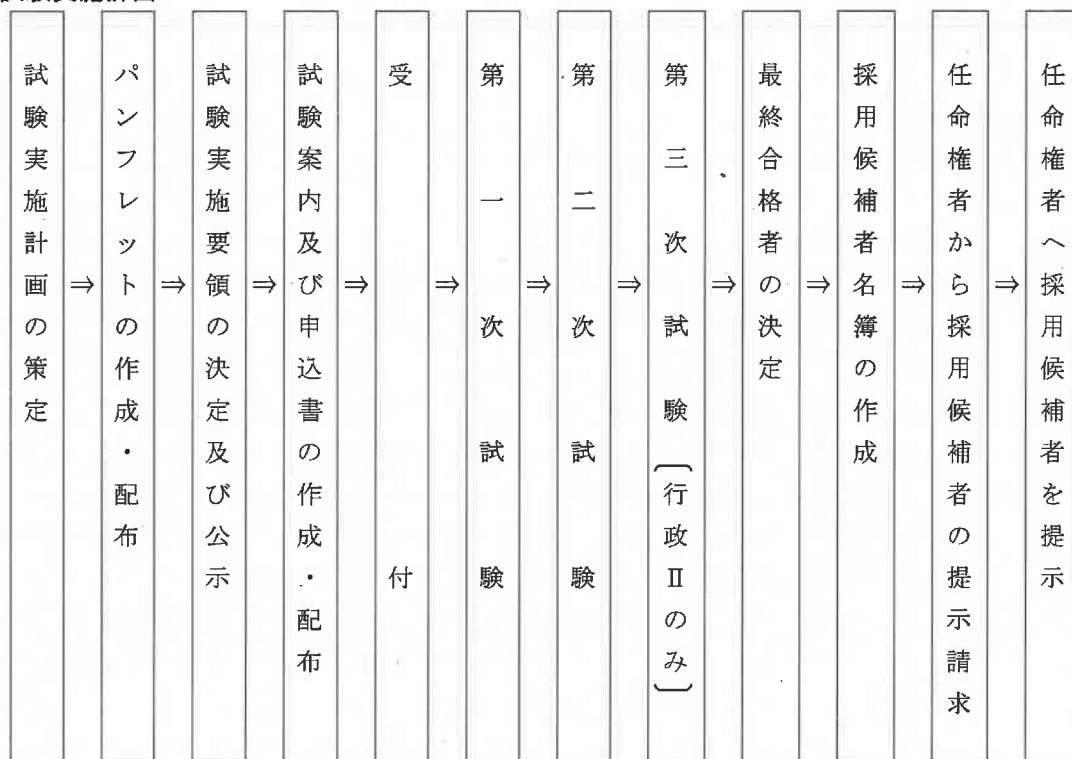 試験実施計画の策定
⇒
パンフレットの作成・配布
⇒
試験実施要領の決定及び公示
⇒
試験案内及び申込書の作成・配布
⇒
受付
⇒
第一次試験
⇒
第二次試験
⇒
第三次試験〔行政Ⅱのみ〕
⇒
最終合格者の決定
⇒
採用候補者名簿の作成
⇒
任命権者から採用候補者の提示請求
⇒
任命権者へ採用候補者を提示